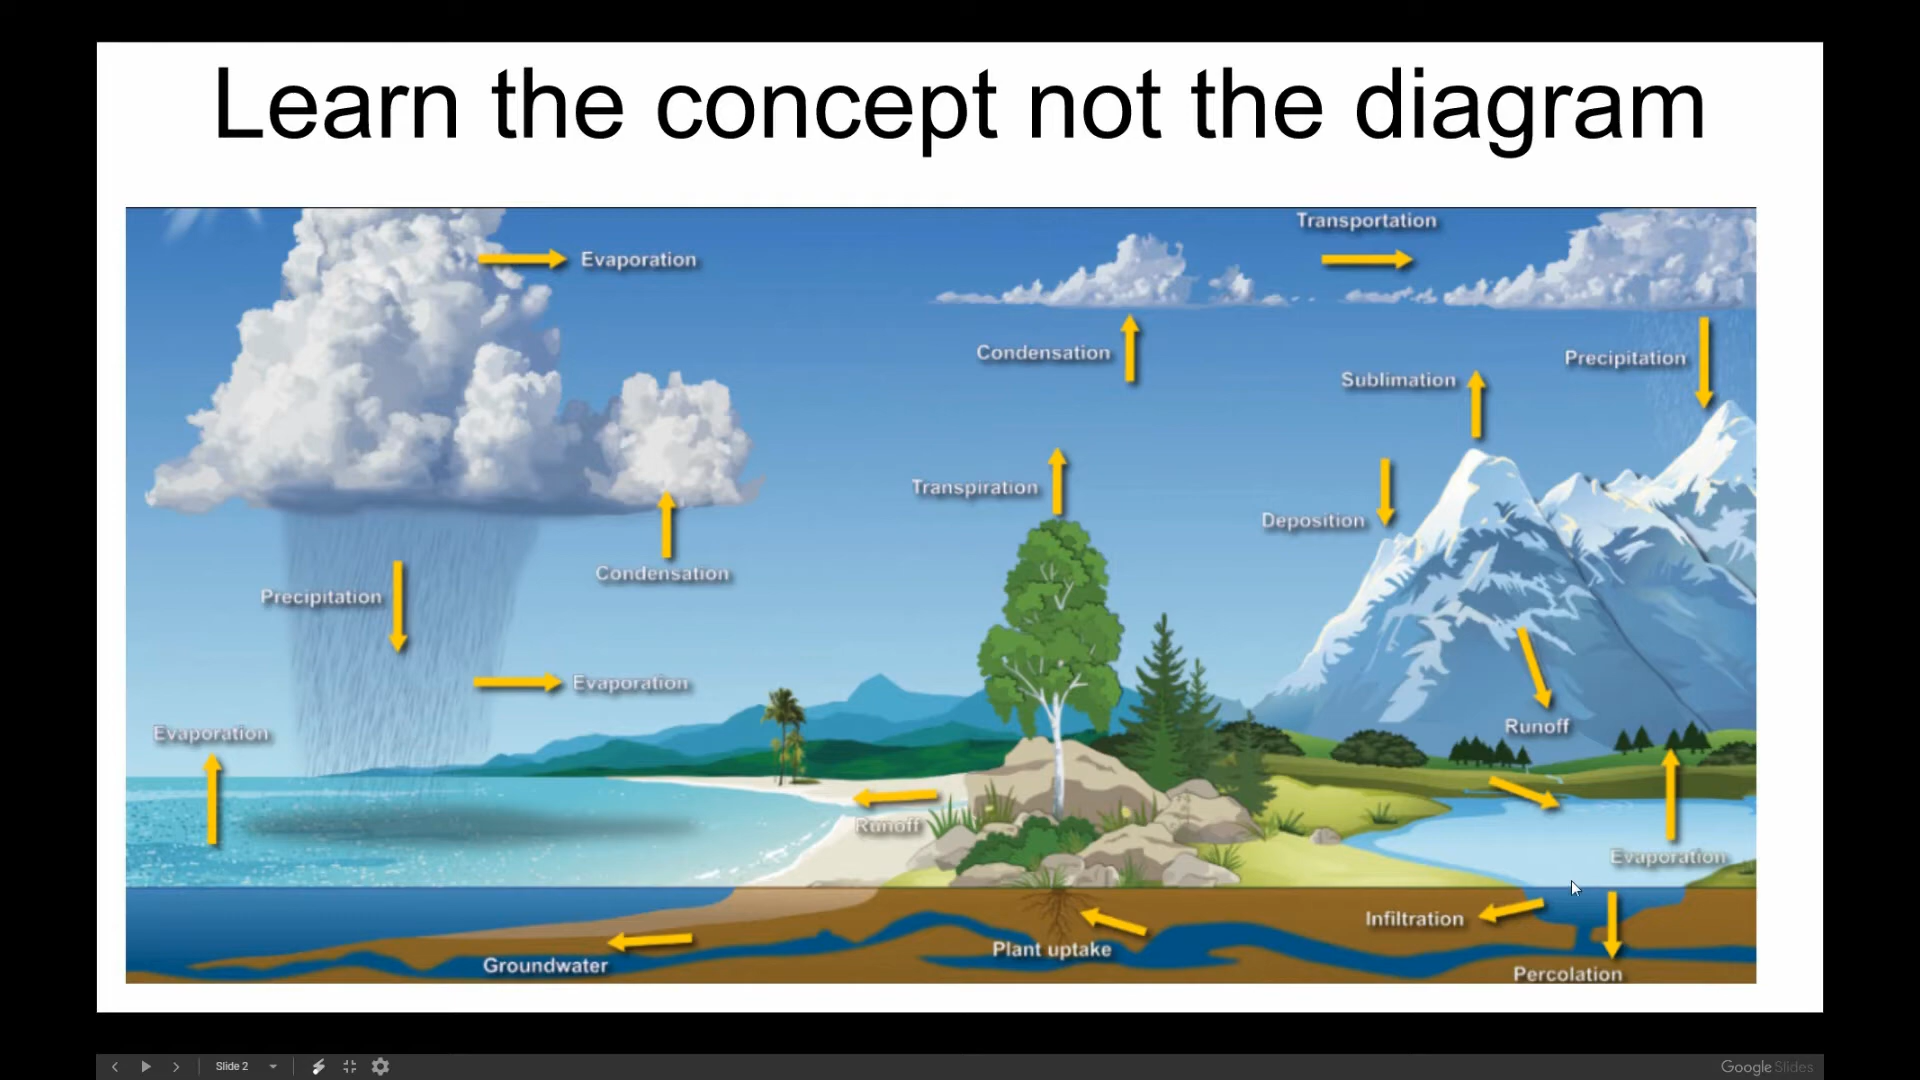 Learn the concept not the diagram
Transportation
Evaporation
Condensation
Precipitation
Sublimation
Transpiration
Deposition
Condensation
Precipitation
Evaporation
Evaporation
Runoff
Runoff
Evaporation
Infiltration
Plant uptake
Groundwater
Percolation
Slide 2
Google Slides